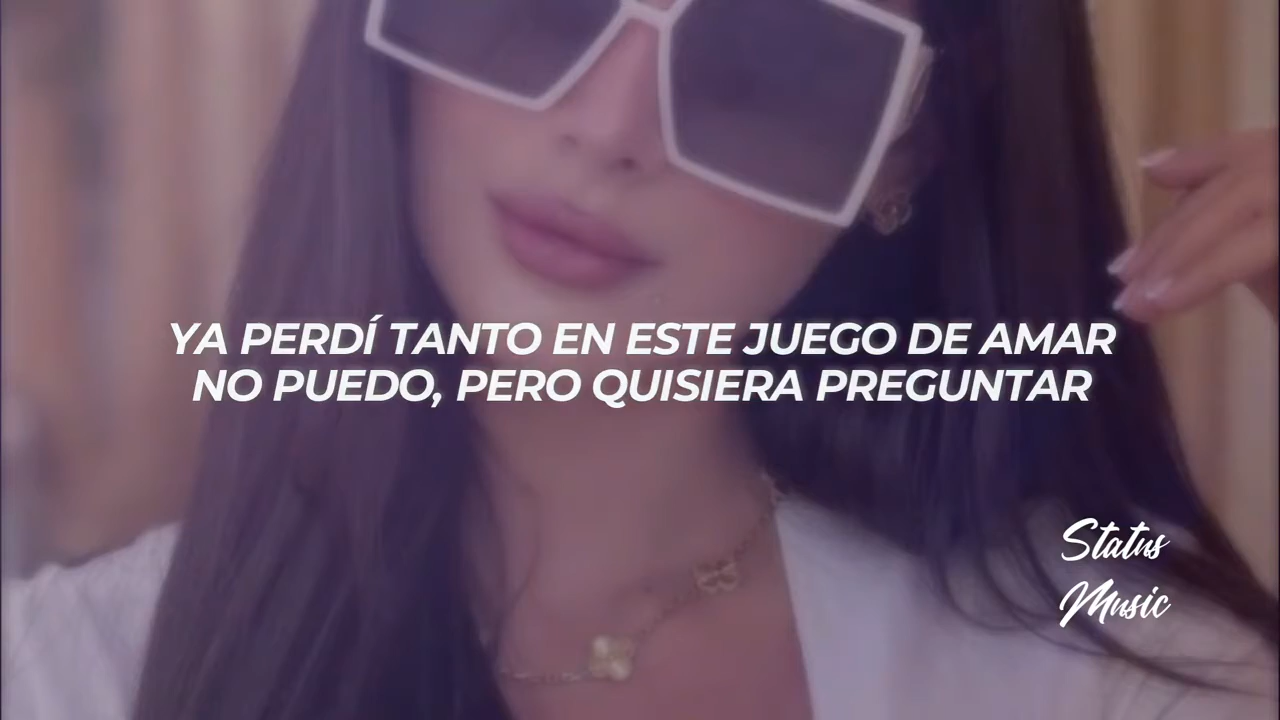 YA PERDÍ TANTO EN ESTE JUEGO DE AMAR
NO PUEDO, PERO QUISIERA PREGUNTAR
Status
Music